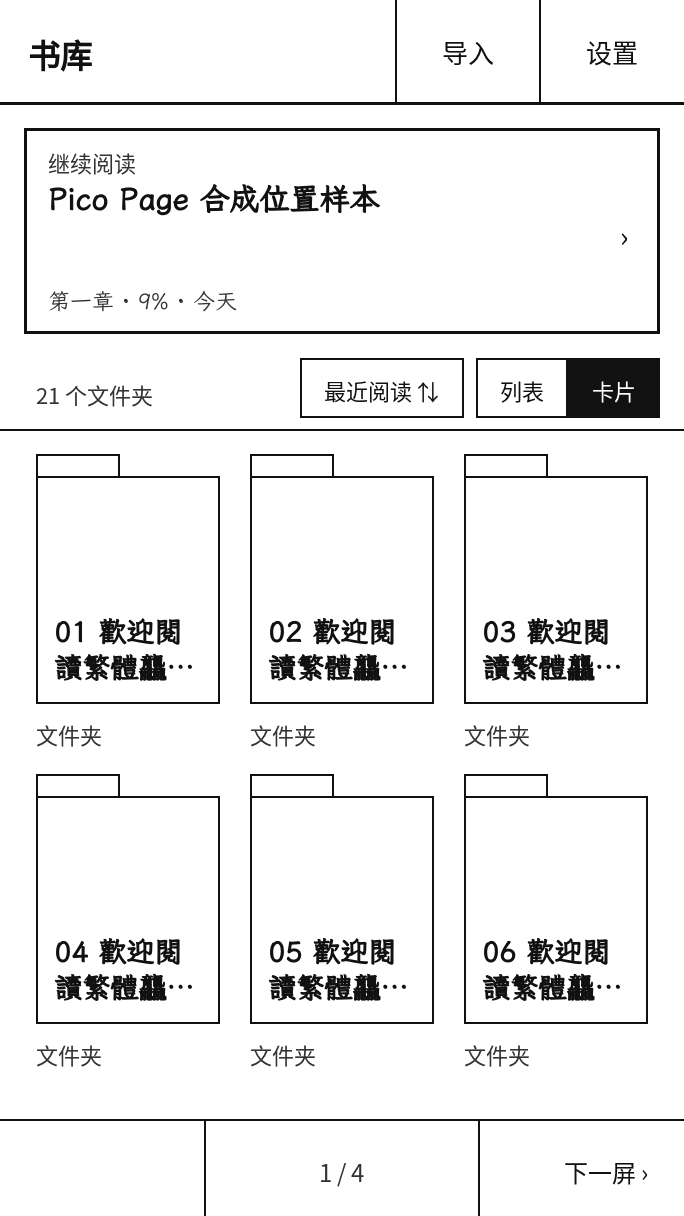 书库
导入
设置
继续阅读
Pico Page 合成位置样本
›
第一章・9%・今天
21 个文件夹
最近阅读 ⇅
列表
卡片
01 歡迎閱
讀繁體龘…
02 歡迎閱
讀繁體龘…
03 歡迎閱
讀繁體龘…
文件夹
文件夹
文件夹
04 歡迎閱
讀繁體龘…
05 歡迎閱
讀繁體龘…
06 歡迎閱
讀繁體龘…
文件夹
文件夹
文件夹
1 / 4
下一屏 ›